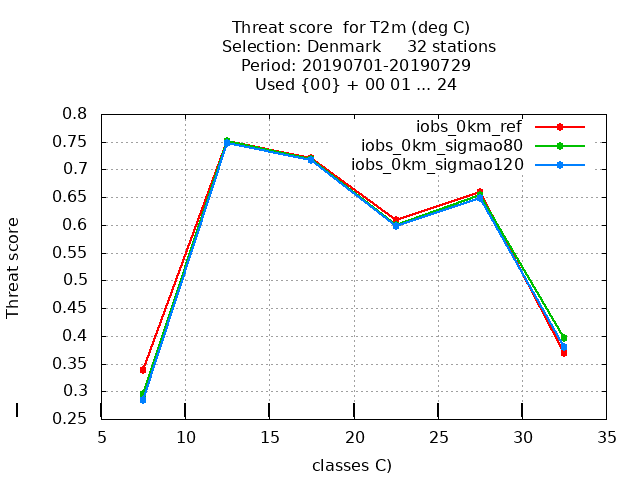 Threat score for T2m (deg C)
Selection: Denmark 32 stations
Period: 20190701-20190729
Used {00} + 00 01 ... 24
iobs_0km_ref
iobs_0km_sigmao80
iobs_0km_sigmao120
0.8
0.75
0.7
0.65
0.6
0.55
0.5
0.45
0.4
0.35
0.3
0.25
Threat score
5 10 15 20 25 30 35
classes C)